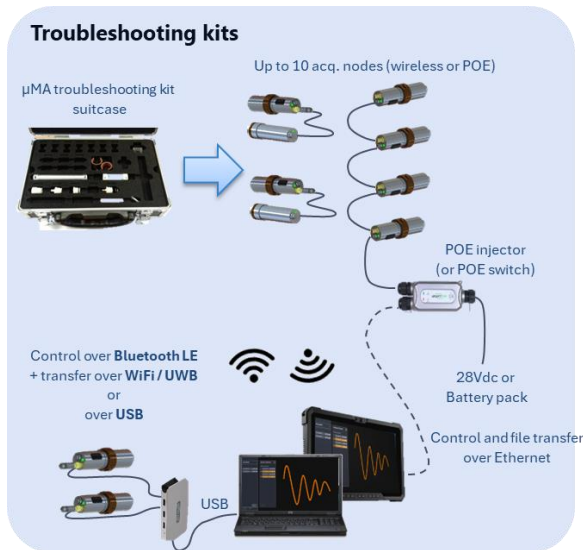 Troubleshooting kits
Up to 10 acq. nodes (wireless or POE)
µMA troubleshooting kit
suitcase
POE injector
(or POE switch)
Control over Bluetooth LE
+ transfer over WiFi / UWB
or
over USB
28Vdc or
Battery pack
Control and file transfer
over Ethernet
USB